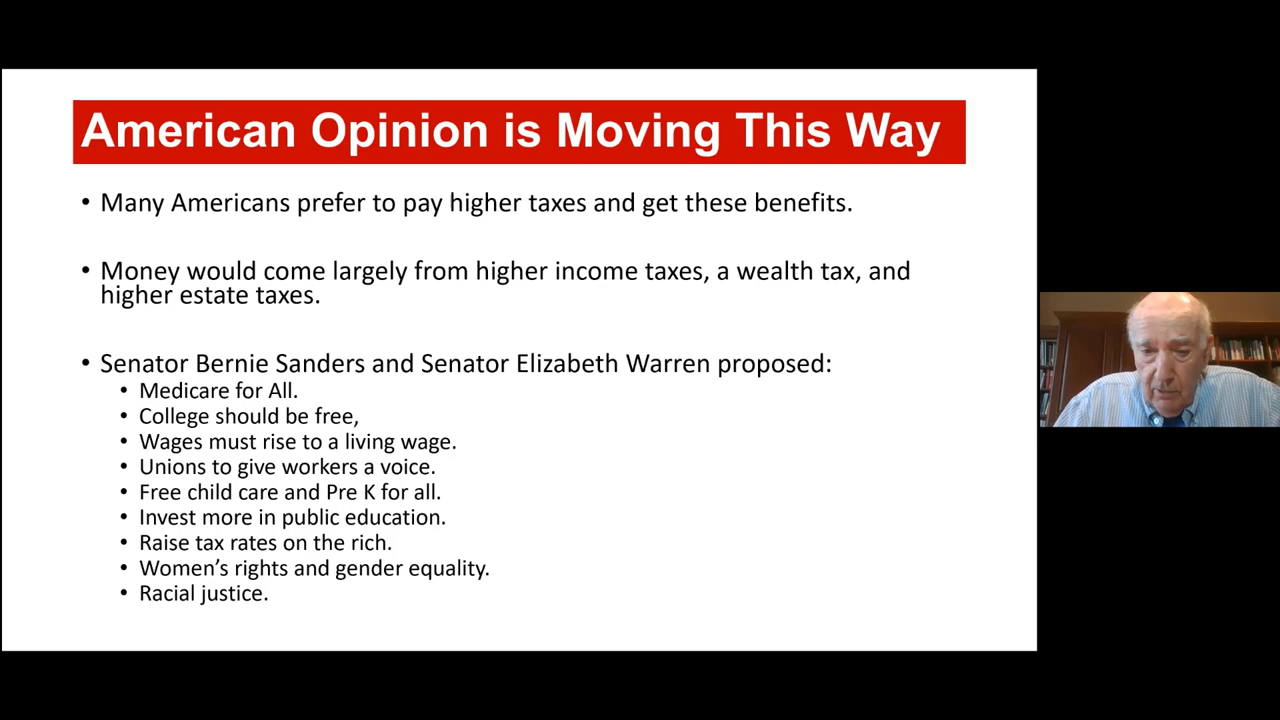 American Opinion is Moving This Way
• Many Americans prefer to pay higher taxes and get these benefits.
• Money would come largely from higher income taxes, a wealth tax, and
higher estate taxes.
• Senator Bernie Sanders and Senator Elizabeth Warren proposed:
• Medicare for All.
• College should be free,
• Wages must rise to a living wage.
• Unions to give workers a voice.
• Free child care and Pre K for all.
• Invest more in public education.
• Raise tax rates on the rich.
• Women’s rights and gender equality.
• Racial justice.